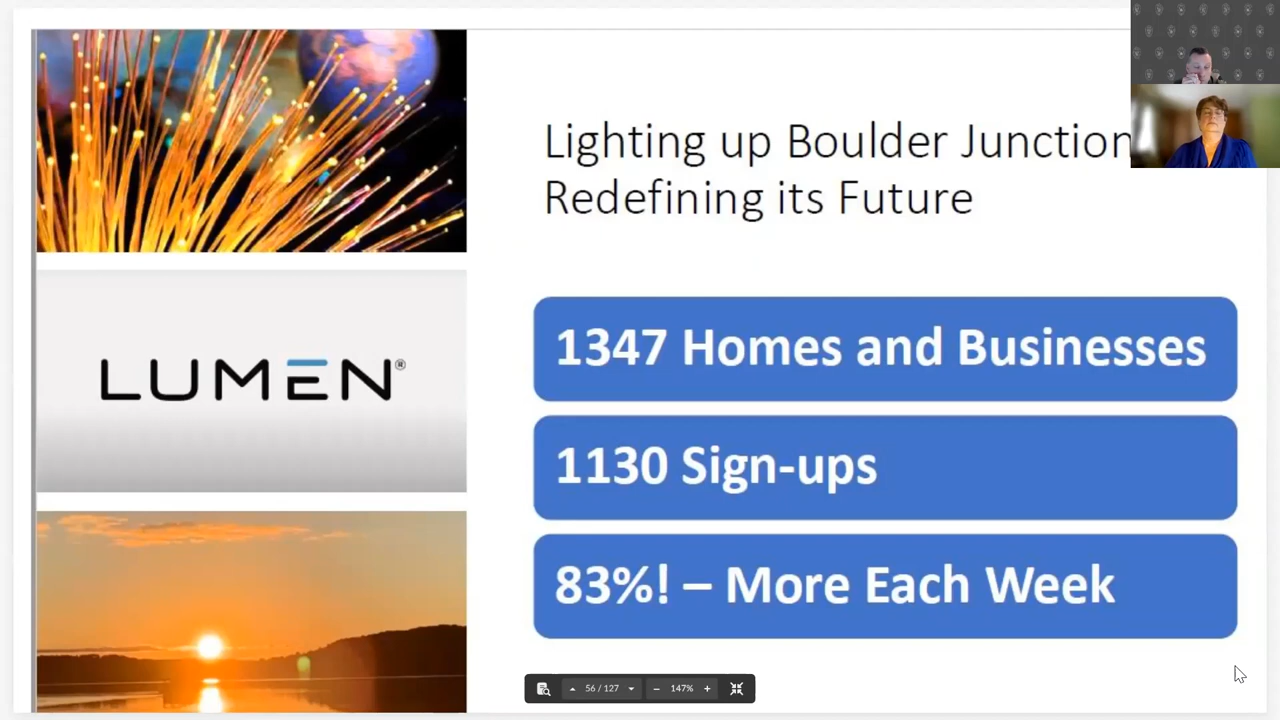 Lighting up Boulder Junction
Redefining its Future
LUMEN®
1347 Homes and Businesses
1130 Sign-ups
83%! – More Each Week
56 / 127
147%